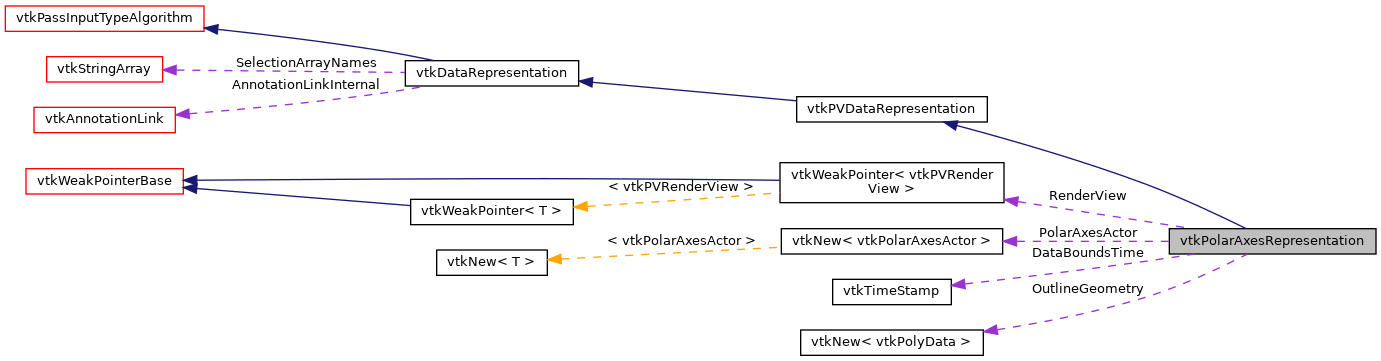 vtkPassInputTypeAlgorithm
vtkStringArray
SelectionArrayNames
vtkDataRepresentation
AnnotationLinkInternal
vtkAnnotationLink
vtkPVDataRepresentation
vtkWeakPointerBase
< vtkPVRenderView >
vtkWeakPointer< vtkPVRender
View >
RenderView
vtkWeakPointer< T >
PolarAxesActor
vtkPolarAxesRepresentation
< vtkPolarAxesActor >
vtkNew< vtkPolarAxesActor >
DataBoundsTime
vtkNew< T >
vtkTimeStamp
OutlineGeometry
vtkNew< vtkPolyData >